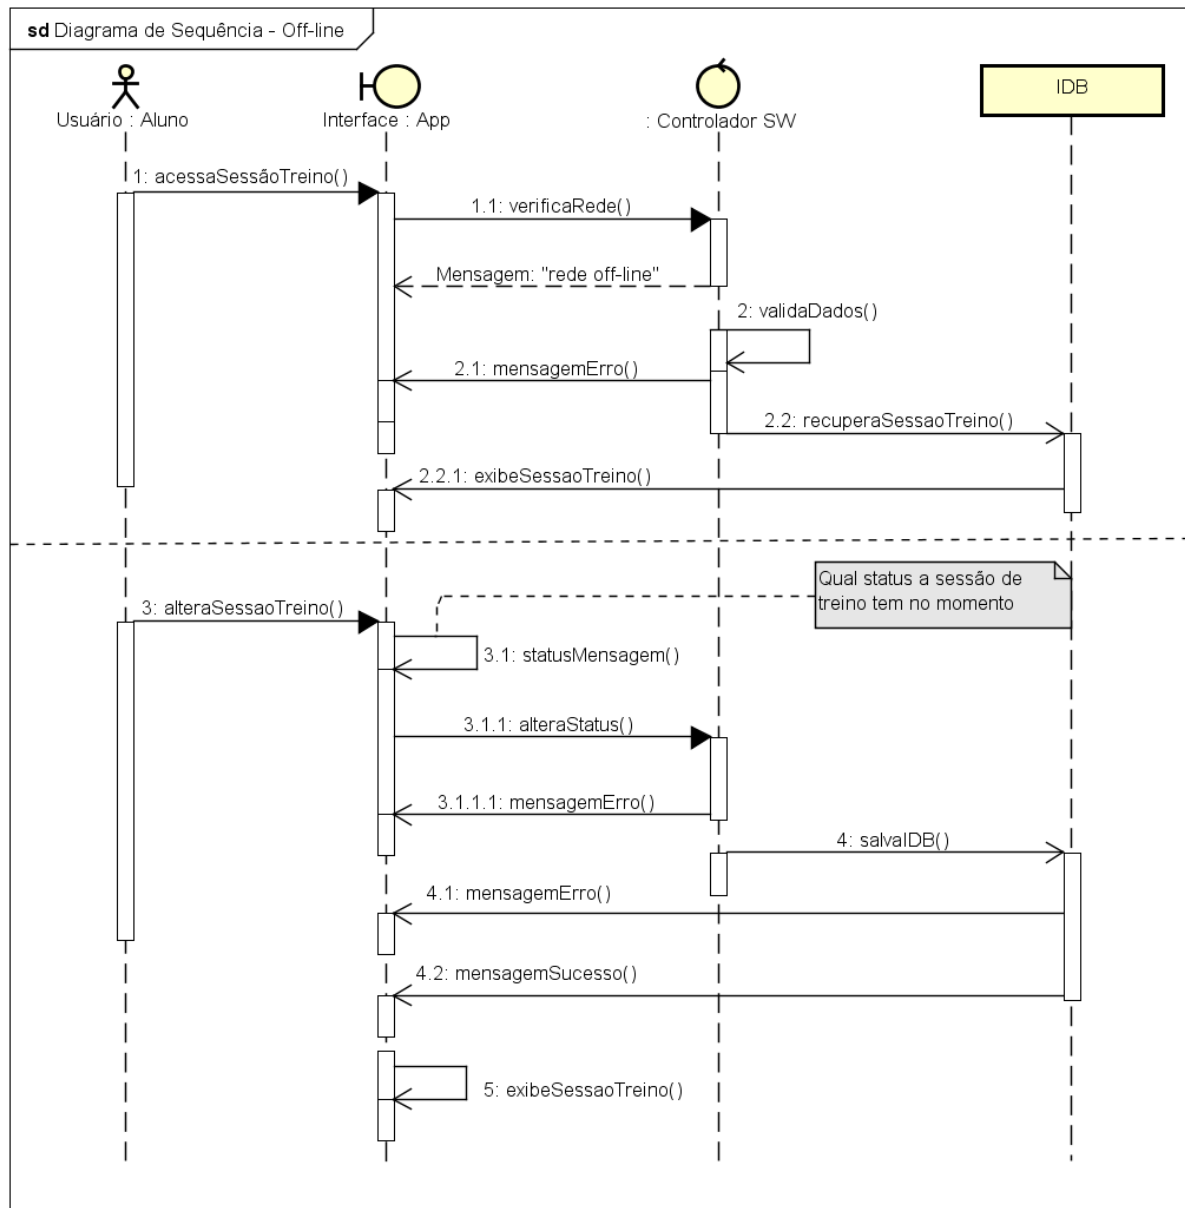 sd Diagrama de Sequência - Off-line
Usuário : Aluno
Interface : App
: Controlador SW
IDB
1: acessaSessãoTreino()
1.1: verificaRede()
Mensagem: "rede off-line"
2: validaDados()
2.1: mensagemErro()
2.2: recuperaSessaoTreino()
2.2.1: exibeSessaoTreino()
Qual status a sessão de
treino tem no momento
3: alteraSessaoTreino()
3.1: statusMensagem()
3.1.1: alteraStatus()
3.1.1.1: mensagemErro()
4: salvaIDB()
4.1: mensagemErro()
4.2: mensagemSucesso()
5: exibeSessaoTreino()